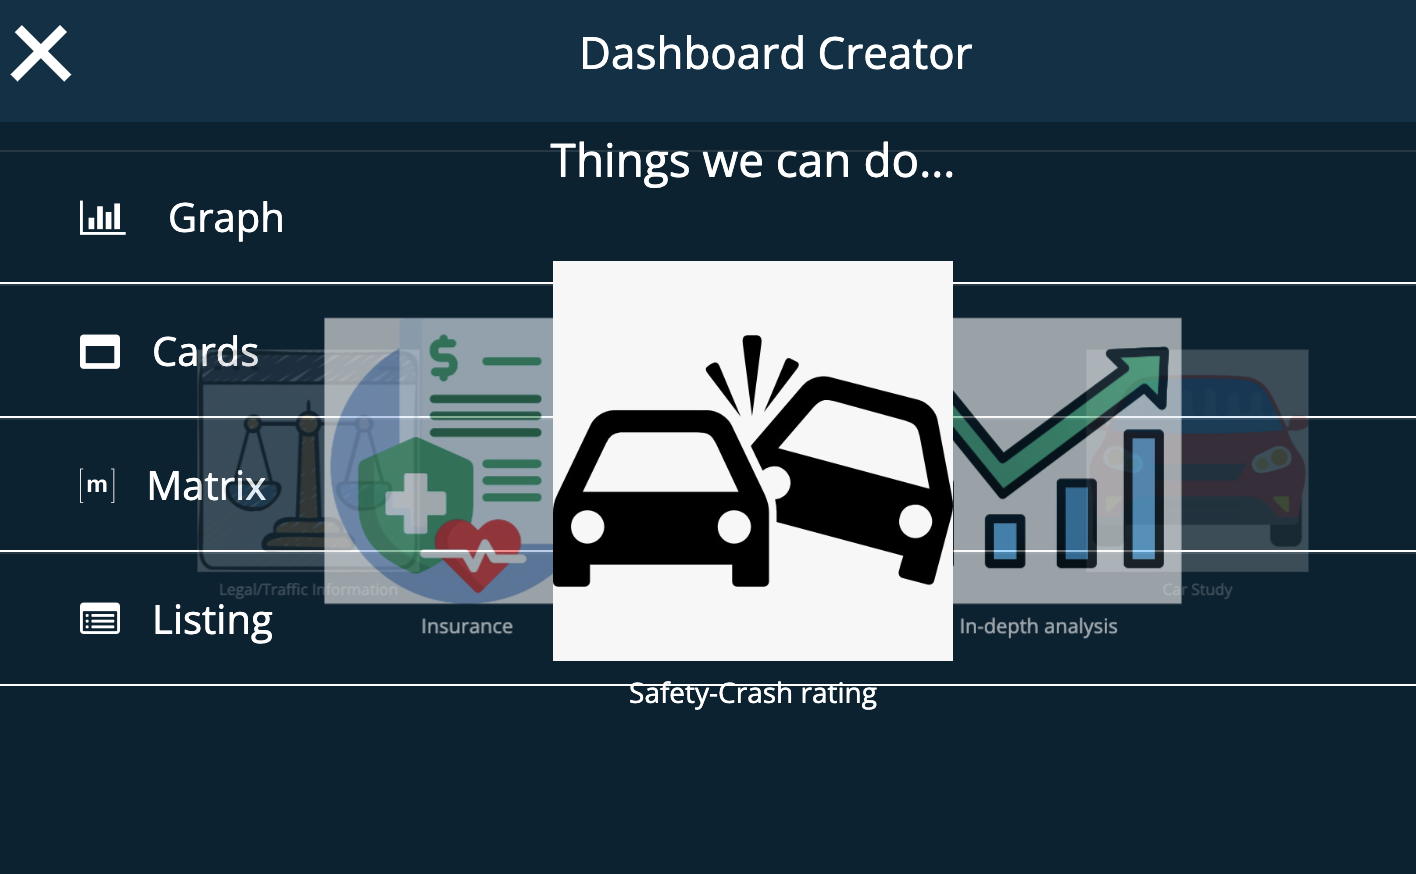 Dashboard Creator
Things we can do...
Graph
Cards
[m] Matrix
$
Legal/Traffic Information
Listing
Insurance
In-depth analysis
Car Study
Safety-Crash rating